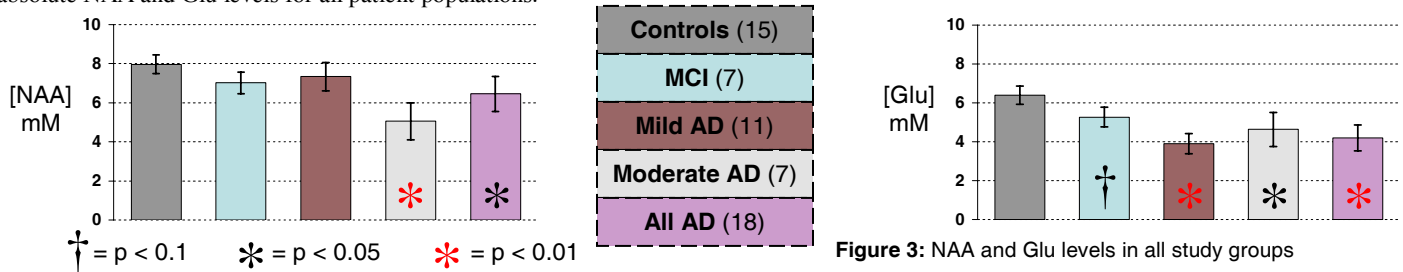 absolute NAA and Glu levels for all patient populations.
10
8
6
4
2
0
[NAA]
mM
* *
† = p < 0.1 * = p < 0.05 * = p < 0.01
Controls (15)
MCI (7)
Mild AD (11)
Moderate AD (7)
All AD (18)
10
8
6
4
2
0
[Glu]
mM
† * * *
Figure 3: NAA and Glu levels in all study groups